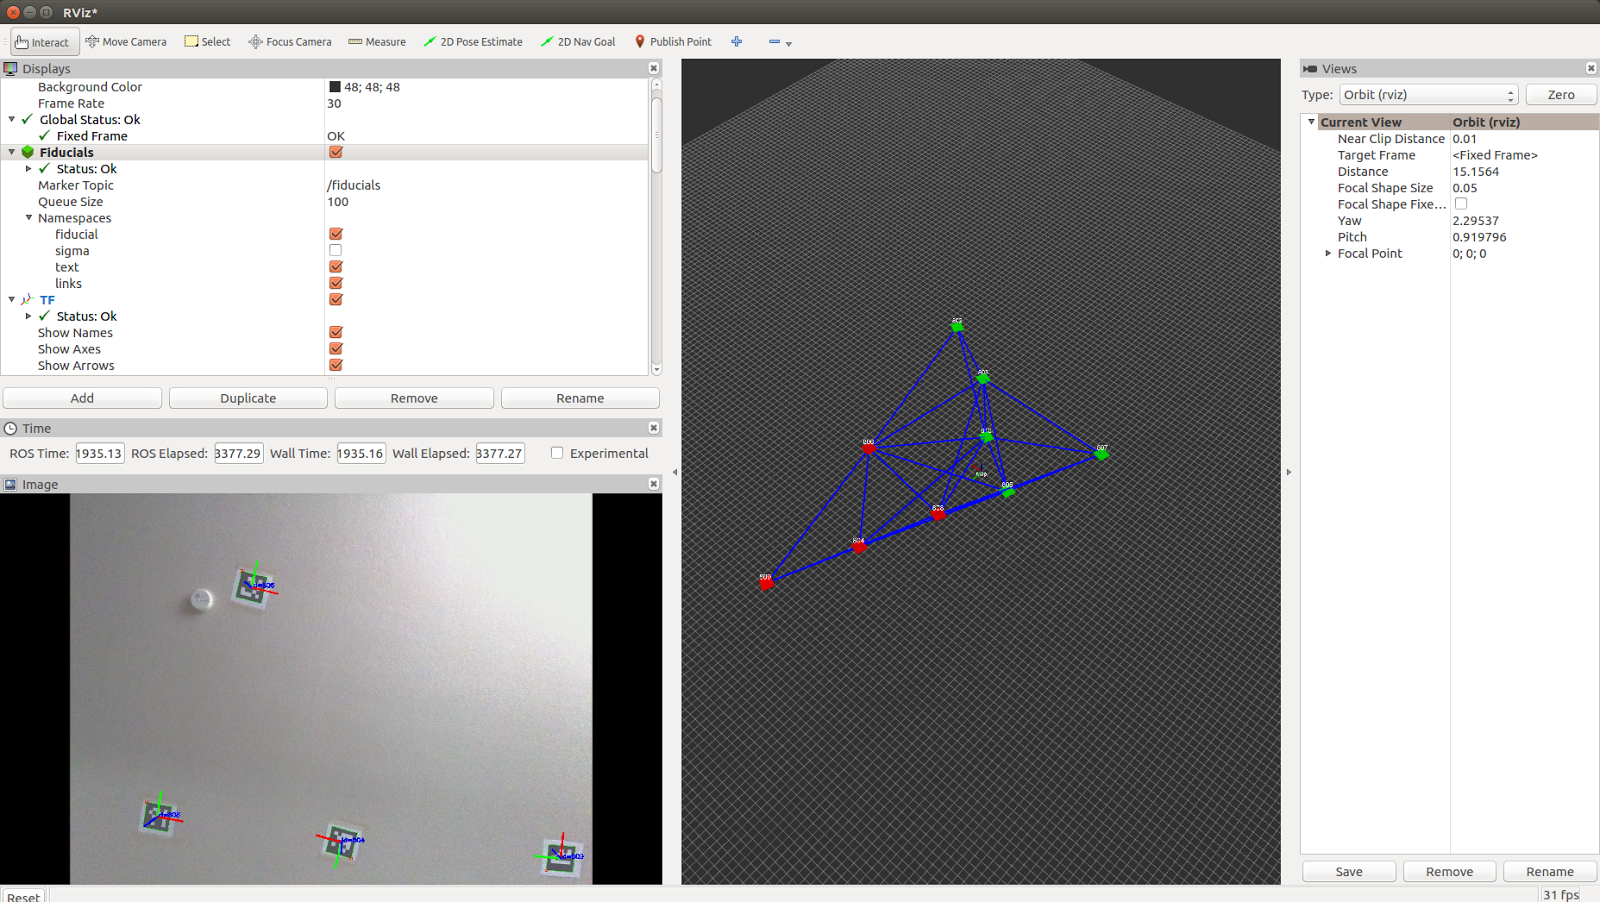 RViz*
Interact Move Camera Select Focus Camera Measure 2D Pose Estimate 2D Nav Goal Publish Point
Displays
Background Color 48; 48; 48
Frame Rate 30
Global Status: Ok
Fixed Frame OK
Fiducials
Status: Ok
Marker Topic /fiducials
Queue Size 100
Namespaces
fiducial
sigma
text
links
TF
Status: Ok
Show Names
Show Axes
Show Arrows
Add Duplicate Remove Rename
Time
ROS Time: 1935.13 ROS Elapsed: 3377.29 Wall Time: 1935.16 Wall Elapsed: 3377.27 Experimental
Image
Reset
map
Views
Type: Orbit (rviz) Zero
Current View Orbit (rviz)
Near Clip Distance 0.01
Target Frame <Fixed Frame>
Distance 15.1564
Focal Shape Size 0.05
Focal Shape Fixe...
Yaw 2.29537
Pitch 0.919796
Focal Point 0; 0; 0
Save Remove Rename
31 fps